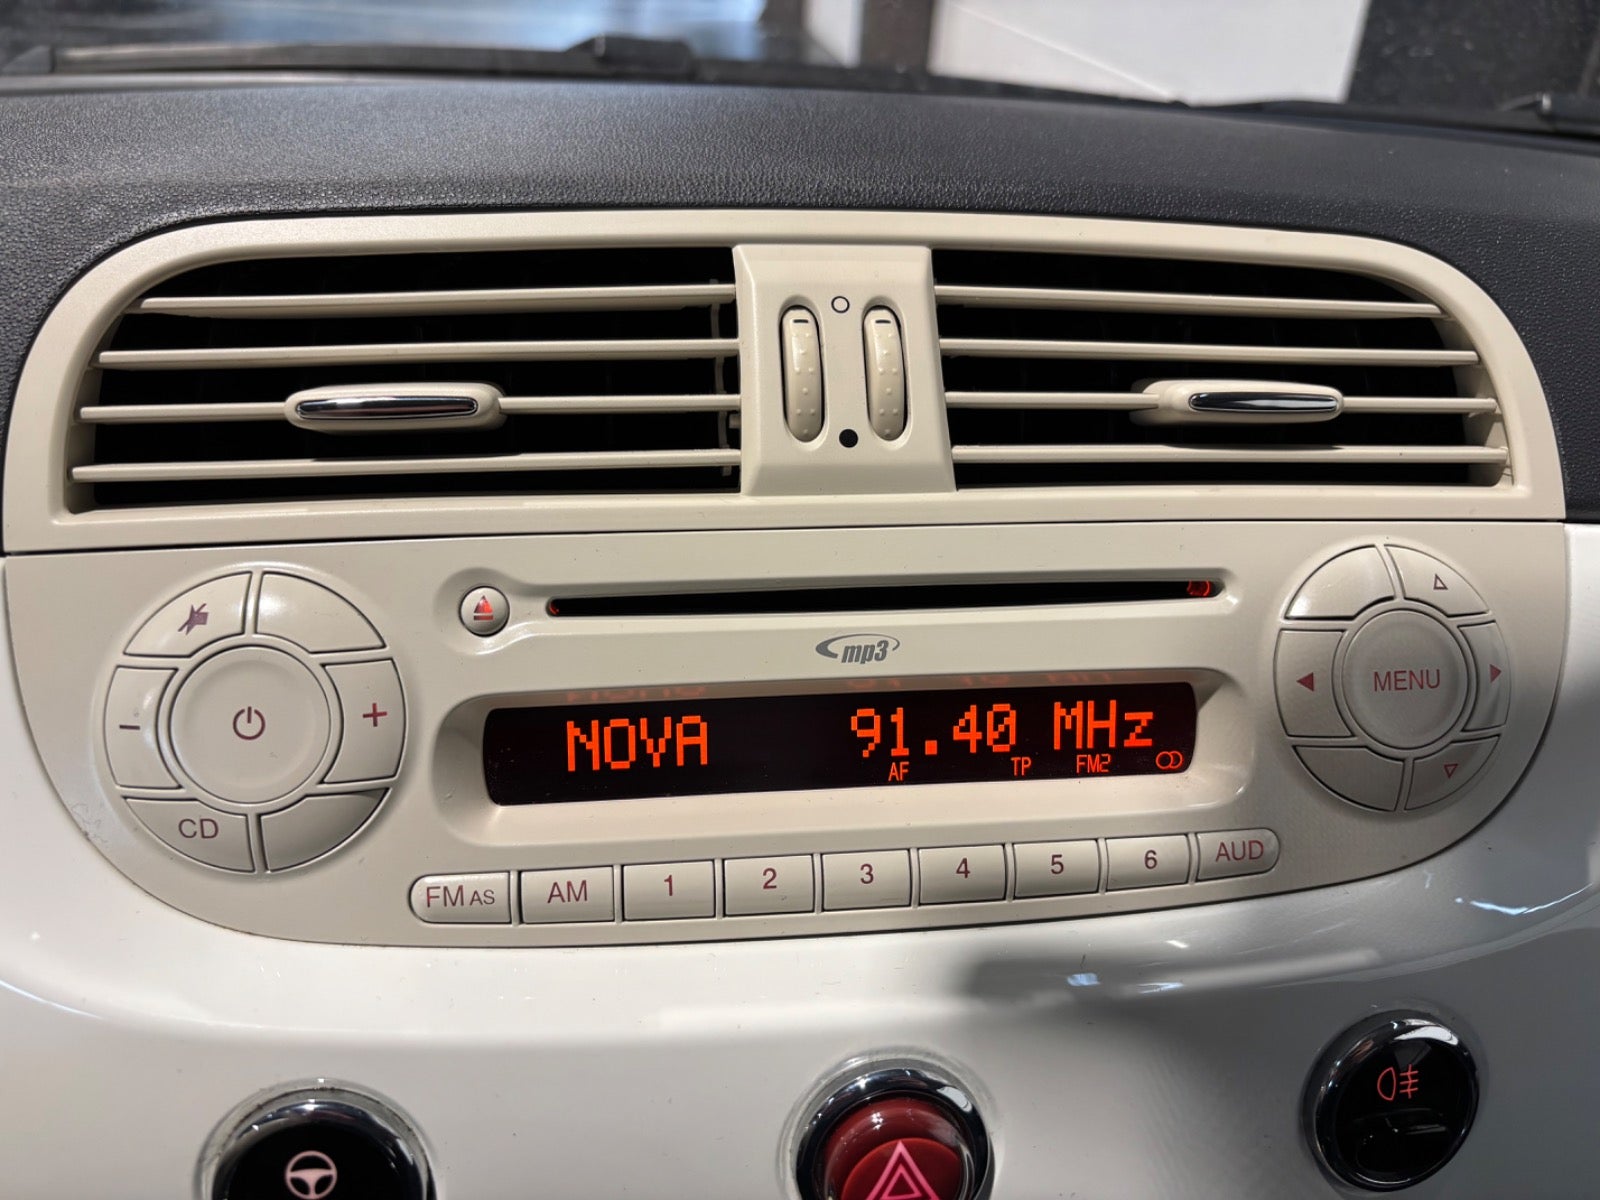 mp3
NOVA 91.40 MHz
AF TP FM2
MENU
CD
FM AS AM 1 2 3 4 5 6 AUD